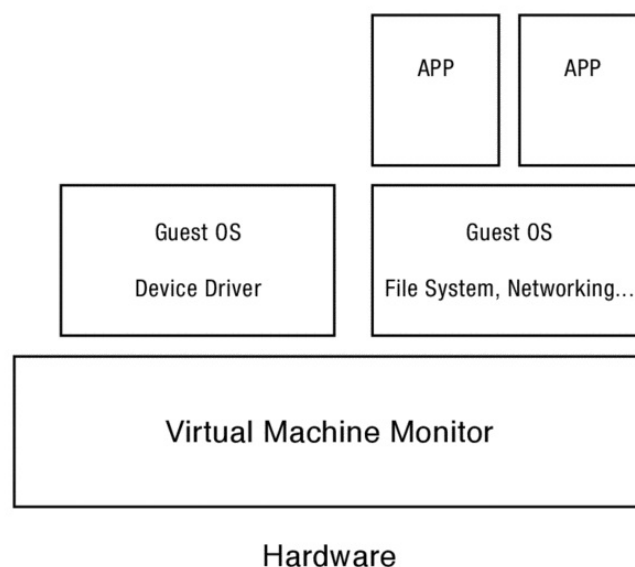 APP
APP
Guest OS
Device Driver
Guest OS
File System, Networking...
Virtual Machine Monitor
Hardware